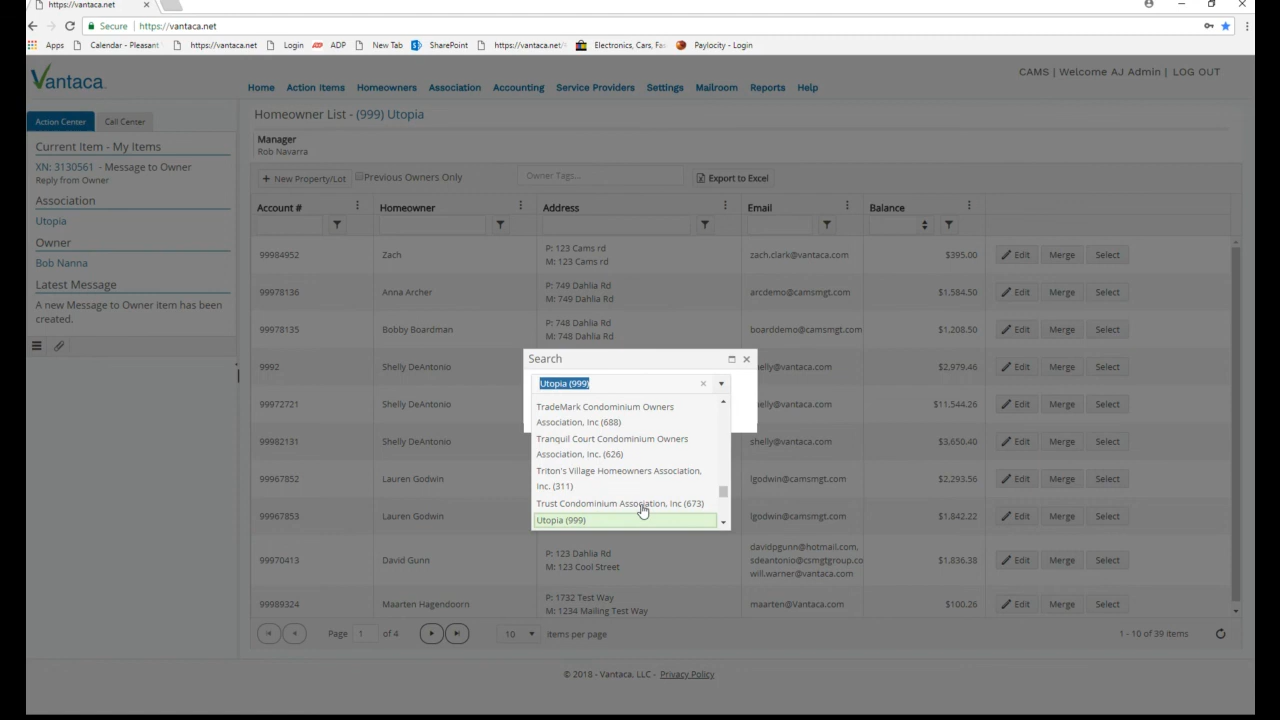 https://vantaca.net
Secure | https://vantaca.net
Apps Calendar - Pleasant https://vantaca.net Login ADP ADP New Tab SharePoint https://vantaca.net/ Electronics, Cars, Fas Paylocity - Login
Vantaca
CAMS | Welcome AJ Admin | LOG OUT
Home Action Items Homeowners Association Accounting Service Providers Settings Mailroom Reports Help
Action Center Call Center
Current Item - My Items
XN: 3130561 - Message to Owner
Reply from Owner
Association
Utopia
Owner
Bob Nanna
Latest Message
A new Message to Owner item has been
created.
Homeowner List - (999) Utopia
Manager
Rob Navarra
+ New Property/Lot Previous Owners Only Owner Tags... Export to Excel
Account # Homeowner Address Email Balance
99984952 Zach P: 123 Cams rd
M: 123 Cams rd zach.clark@vantaca.com $395.00 Edit Merge Select
99978136 Anna Archer P: 749 Dahlia Rd
M: 749 Dahlia Rd arcdemo@camsmgt.com $1,584.50 Edit Merge Select
99978135 Bobby Boardman P: 748 Dahlia Rd
M: 748 Dahlia Rd boarddemo@camsmgt.com $1,208.50 Edit Merge Select
9992 Shelly DeAntonio elly@vantaca.com $2,979.46 Edit Merge Select
99972721 Shelly DeAntonio elly@vantaca.com $11,544.26 Edit Merge Select
99982131 Shelly DeAntonio shelly@vantaca.com $3,650.40 Edit Merge Select
99967852 Lauren Godwin lgodwin@camsmgt.com $2,293.56 Edit Merge Select
99967853 Lauren Godwin lgodwin@camsmgt.com $1,842.22 Edit Merge Select
99970413 David Gunn P: 123 Dahlia Rd
M: 123 Cool Street davidpgunn@hotmail.com,
sdeantonio@csmgtgroup.co
will.warner@vantaca.com $1,836.38 Edit Merge Select
99989324 Maarten Hagendoorn P: 1732 Test Way
M: 1234 Mailing Test Way maarten@Vantaca.com $100.26 Edit Merge Select
Search
Utopia (999)
TradeMark Condominium Owners
Association, Inc (688)
Tranquil Court Condominium Owners
Association, Inc. (626)
Triton's Village Homeowners Association,
Inc. (311)
Trust Condominium Association, Inc (673)
Utopia (999)
Page 1 of 4 10 items per page 1 - 10 of 39 items
© 2018 - Vantaca, LLC - Privacy Policy